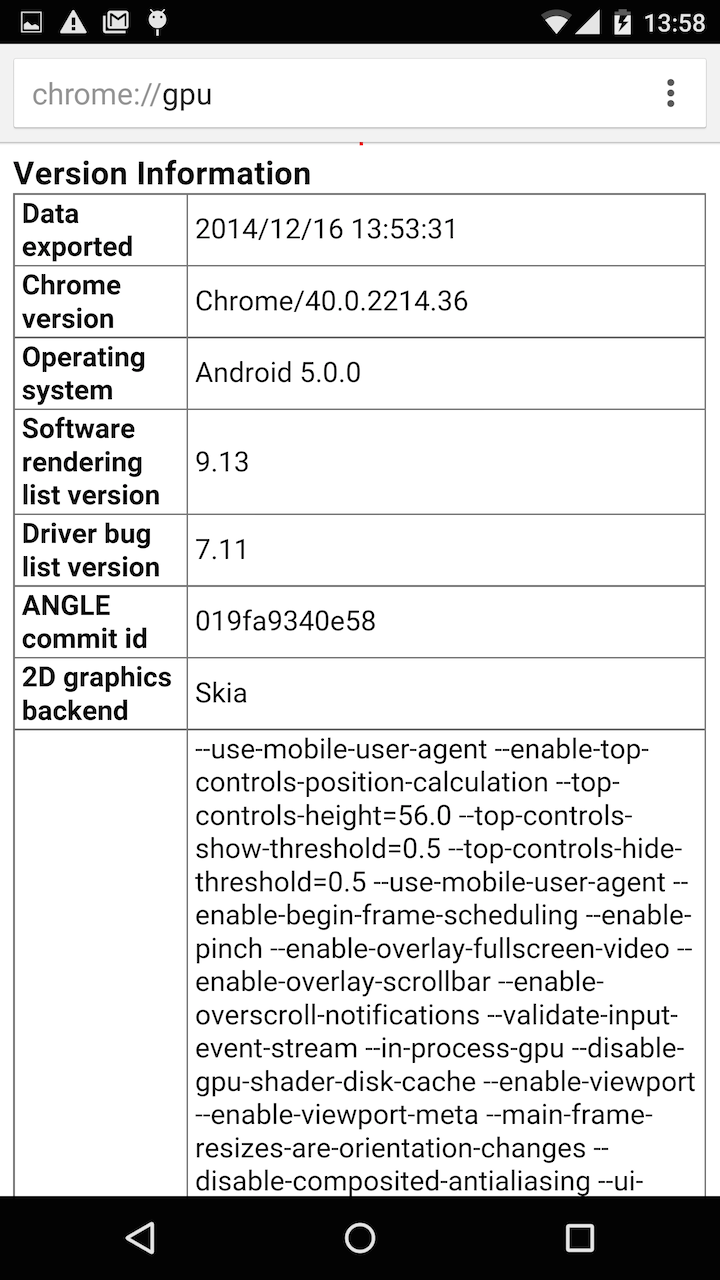 13:58
chrome://gpu
Version Information
Data
exported
2014/12/16 13:53:31
Chrome
version
Chrome/40.0.2214.36
Operating
system
Android 5.0.0
Software
rendering
list version
9.13
Driver bug
list version
7.11
ANGLE
commit id
019fa9340e58
2D graphics
backend
Skia
--use-mobile-user-agent --enable-top-
controls-position-calculation --top-
controls-height=56.0 --top-controls-
show-threshold=0.5 --top-controls-hide-
threshold=0.5 --use-mobile-user-agent --
enable-begin-frame-scheduling --enable-
pinch --enable-overlay-fullscreen-video --
enable-overlay-scrollbar --enable-
overscroll-notifications --validate-input-
event-stream --in-process-gpu --disable-
gpu-shader-disk-cache --enable-viewport
--enable-viewport-meta --main-frame-
resizes-are-orientation-changes --
disable-composited-antialiasing --ui-